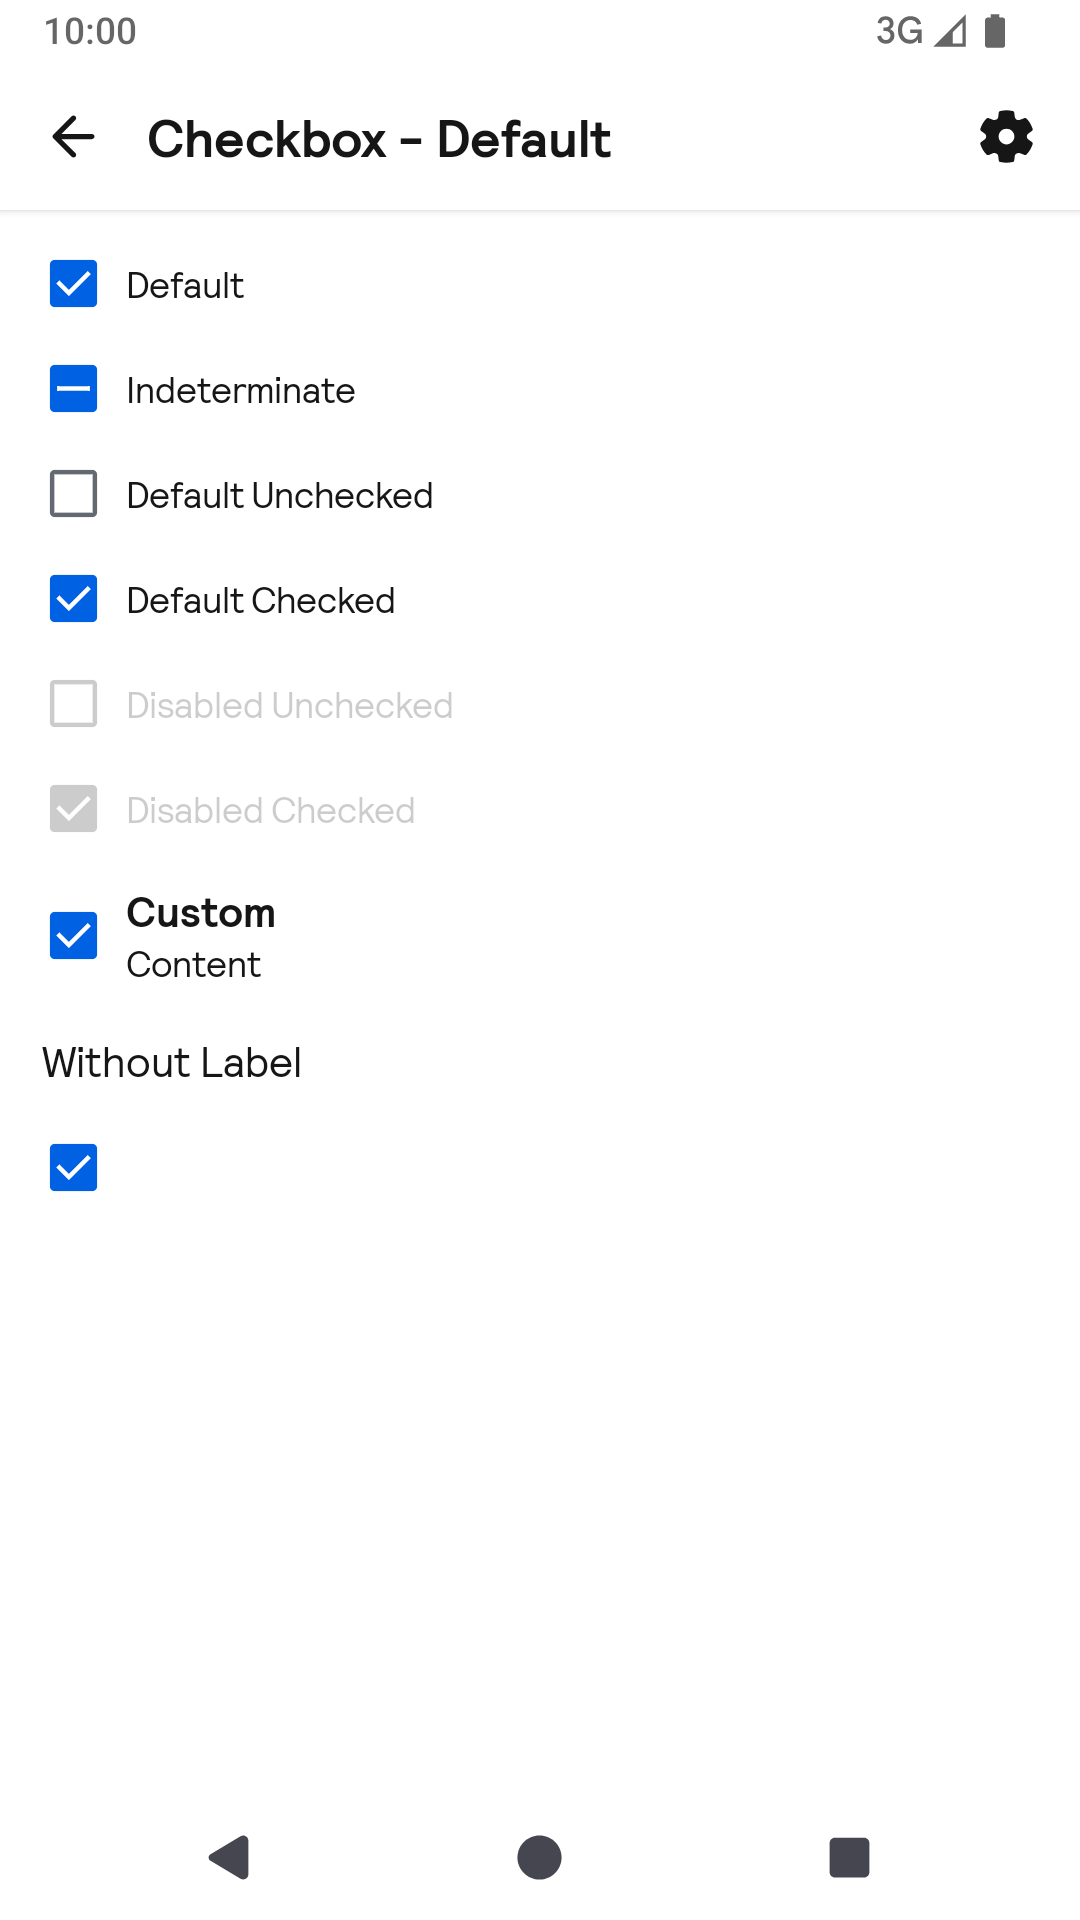 10:00 3G
Checkbox - Default
Default
Indeterminate
Default Unchecked
Default Checked
Disabled Unchecked
Disabled Checked
Custom
Content
Without Label